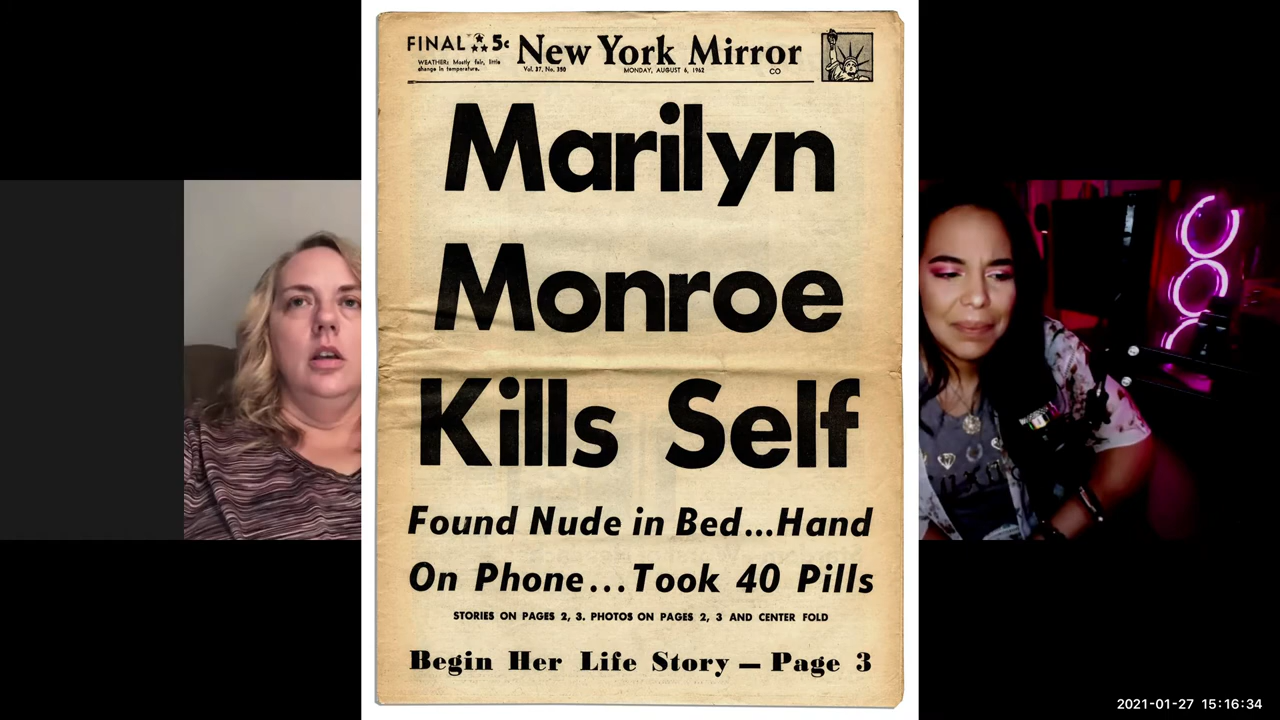 FINAL 5¢ New York Mirror
WEATHER: Mostly fair, little
change in temperature.
Vol. 37, No. 350 MONDAY, AUGUST 6, 1962 CO
Marilyn
Monroe
Kills Self
Found Nude in Bed...Hand
On Phone...Took 40 Pills
STORIES ON PAGES 2, 3. PHOTOS ON PAGES 2, 3 AND CENTER FOLD
Begin Her Life Story — Page 3
2021-01-27 15:16:34